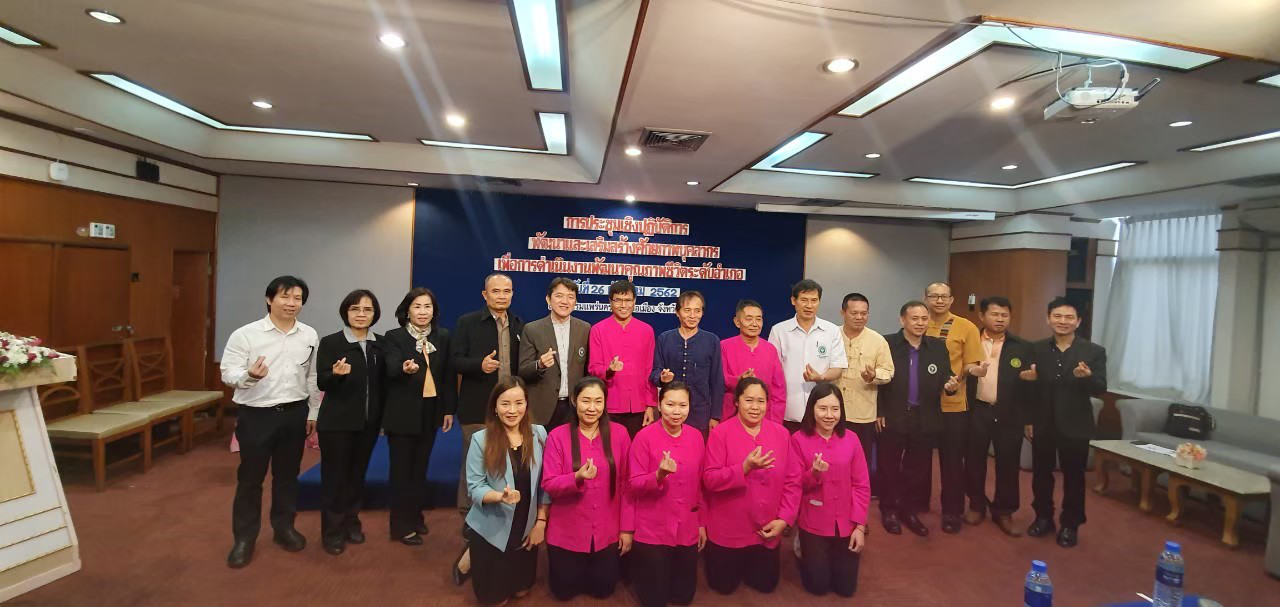 การประชุมเชิงปฏิบัติการ
พัฒนาและเสริมสร้างศักยภาพบุคลากร
เพื่อการดำเนินงานพัฒนาคุณภาพชีวิตระดับอำเภอ
ที่ 26 2562